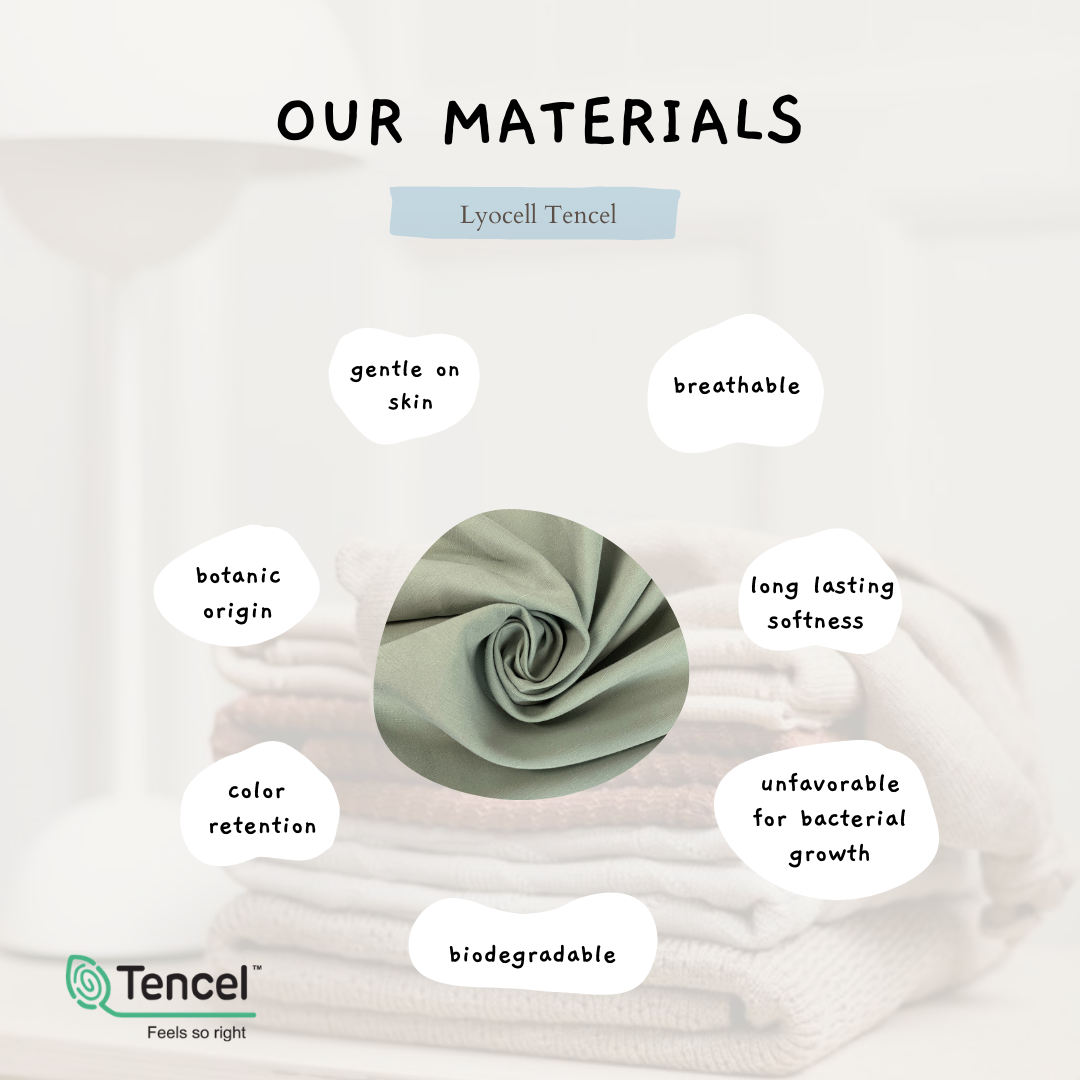 OUR MATERIALS
Lyocell Tencel
gentle on
skin
breathable
botanic
origin
long lasting
softness
color
retention
unfavorable
for bacterial
growth
biodegradable
Tencel™
Feels so right